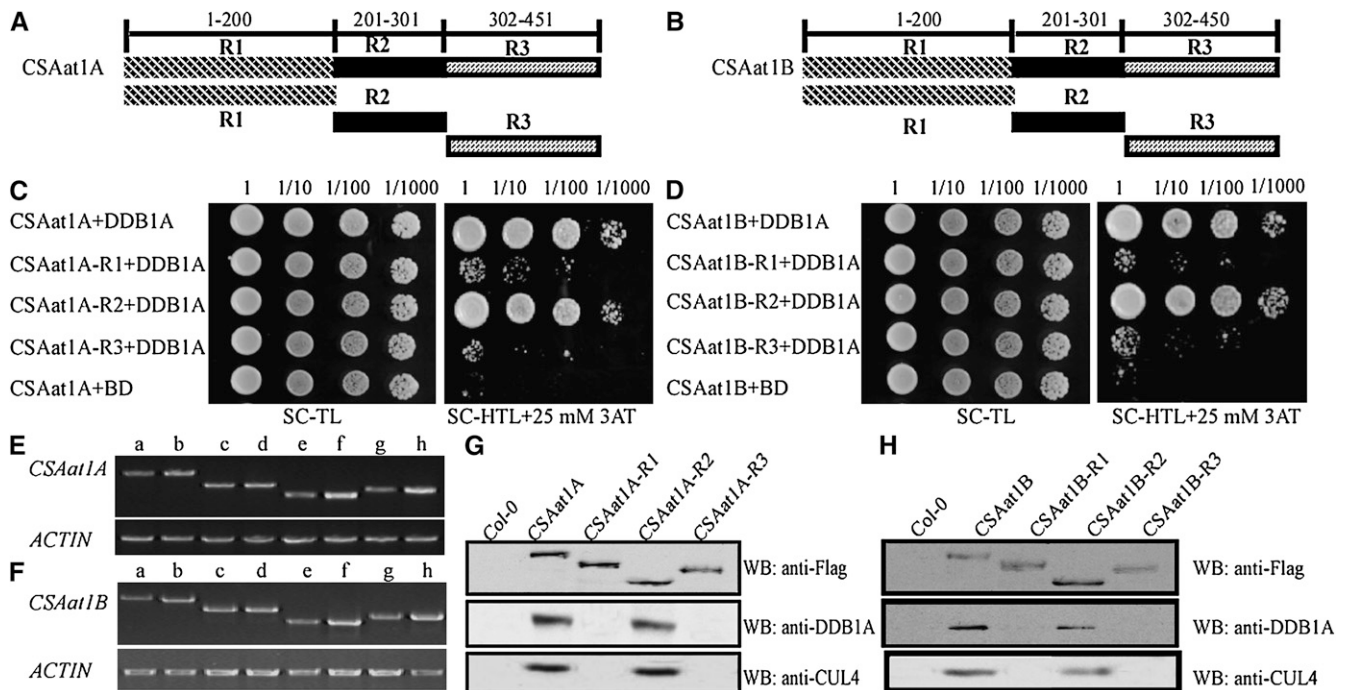 A
1-200 201-301 302-451
R1 R2 R3
CSAat1A
R2
R1 R3
B
1-200 201-301 302-450
R1 R2 R3
CSAat1B
R2
R1 R3
C
1 1/10 1/100 1/1000 1 1/10 1/100 1/1000
CSAat1A+DDB1A
CSAat1A-R1+DDB1A
CSAat1A-R2+DDB1A
CSAat1A-R3+DDB1A
CSAat1A+BD
SC-TL SC-HTL+25 mM 3AT
D
1 1/10 1/100 1/1000 1 1/10 1/100 1/1000
CSAat1B+DDB1A
CSAat1B-R1+DDB1A
CSAat1B-R2+DDB1A
CSAat1B-R3+DDB1A
CSAat1B+BD
SC-TL SC-HTL+25 mM 3AT
E
a b c d e f g h
CSAat1A
ACTIN
F
a b c d e f g h
CSAat1B
ACTIN
G
Col-0 CSAat1A CSAat1A-R1 CSAat1A-R2 CSAat1A-R3
WB: anti-Flag
WB: anti-DDB1A
WB: anti-CUL4
H
Col-0 CSAat1B CSAat1B-R1 CSAat1B-R2 CSAat1B-R3
WB: anti-Flag
WB: anti-DDB1A
WB: anti-CUL4